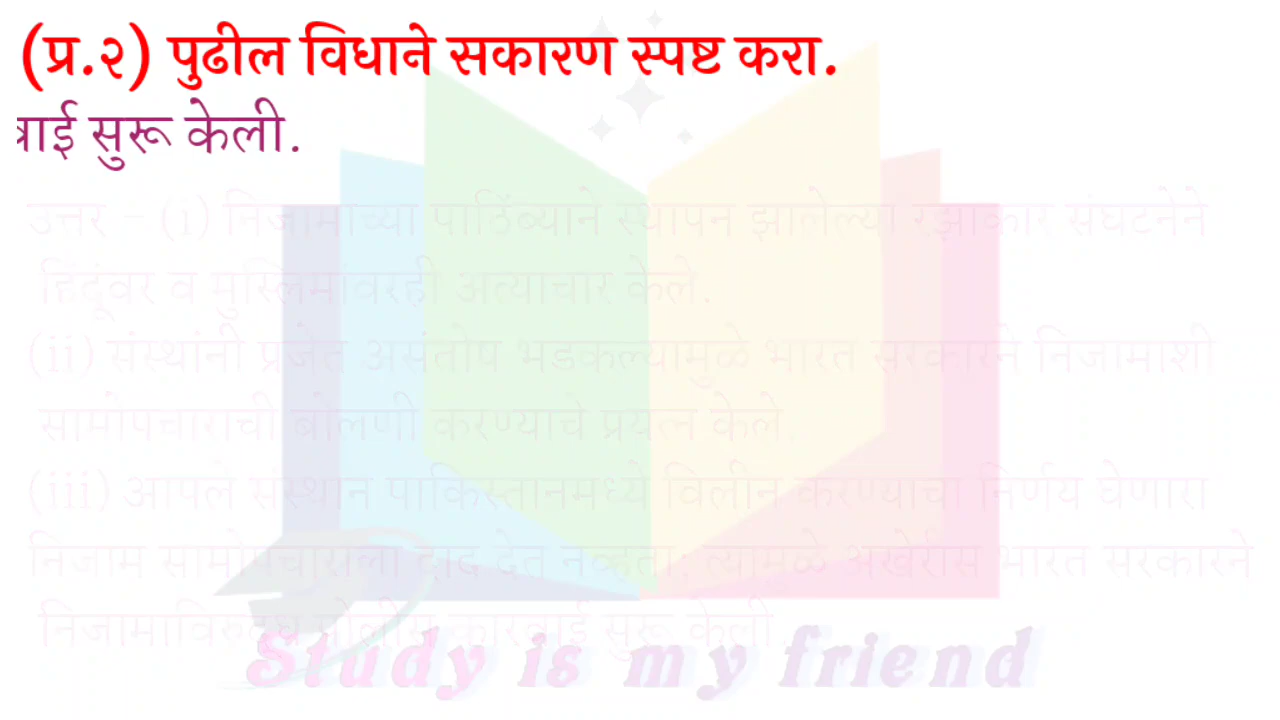 (प्र.२) पुढील विधाने सकारण स्पष्ट करा.
वाई सुरू केली.
उत्तर – (i) निजामाच्या पाठिंब्याने स्थापन झालेल्या रझाकार संघटनेने
हिंदूंवर व मुस्लिमांवरही अत्याचार केले.
(ii) संस्थांनी प्रजेत असंतोष भडकल्यामुळे भारत सरकारने निजामाशी
सामोपचाराची बोलणी करण्याचे प्रयत्न केले.
(iii) आपले संस्थान पाकिस्तानमध्ये विलीन करण्याचा निर्णय घेणारा
निजाम सामोपचाराला दाद देत नव्हता; त्यामुळे अखेरीस भारत सरकारने
निजामाविरुद्ध पोलीस कारवाई सुरू केली.
Study is my friend